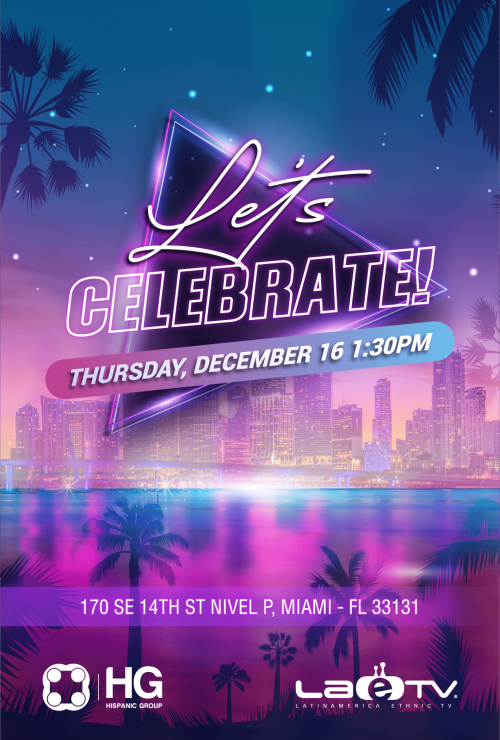 Let's
CELEBRATE!
THURSDAY, DECEMBER 16 1:30PM
170 SE 14TH ST NIVEL P, MIAMI - FL 33131
HG
HISPANIC GROUP
LaeTV®
LATINAMERICA ETHNIC TV